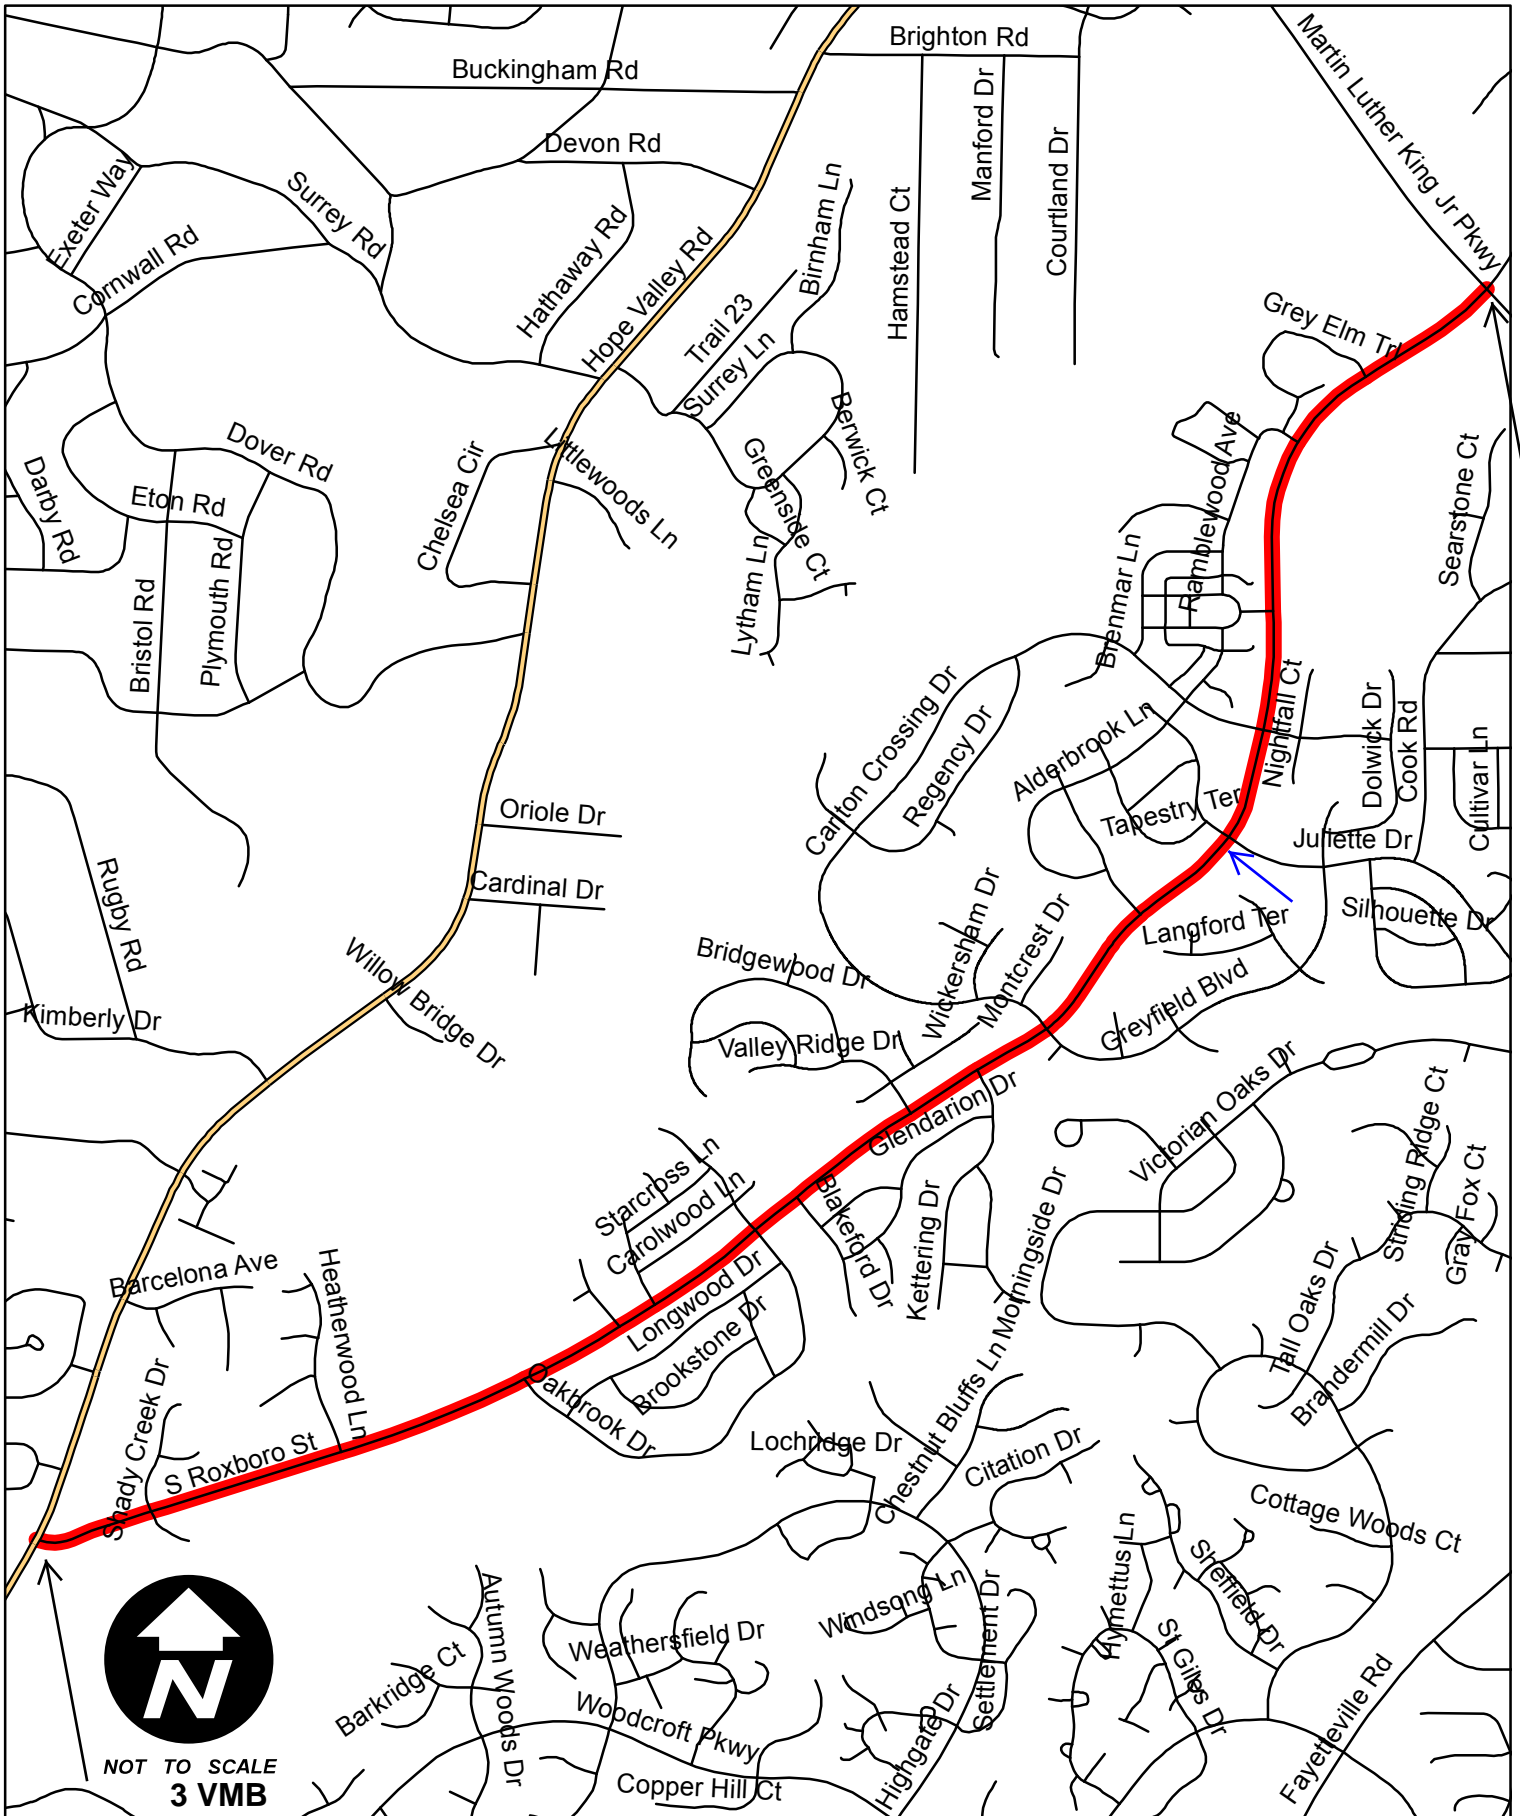 Brighton Rd
Martin Luther King Jr Pkwy
Buckingham Rd
Manford Dr
Devon Rd
Courtland Dr
Exeter Way
Surrey Rd
Birnham Ln
Hamstead Ct
Cornwall Rd
Hathaway Rd
Hope Valley Rd
Trail 23
Grey Elm Trl
Surrey Ln
Berwick Ct
Dover Rd
Chelsea Cir
Littlewoods Ln
Greenside Ct
Ramblewood Ave
Searstone Ct
Darby Rd
Eton Rd
Bristol Rd
Plymouth Rd
Lytham Ln
Brenmar Ln
Carlton Crossing Dr
Regency Dr
Alderbrook Ln
Nightfall Ct
Dolwick Dr
Cook Rd
Cultivar Ln
Oriole Dr
Tapestry Ter
Juliette Dr
Rugby Rd
Cardinal Dr
Wickersham Dr
Montcrest Dr
Langford Ter
Silhouette Dr
Willow Bridge Dr
Bridgewood Dr
Kimberly Dr
Valley Ridge Dr
Greyfield Blvd
Glendarion Dr
Victorian Oaks Dr
Striding Ridge Ct
Gray Fox Ct
Starcross Ln
Carolwood Ln
Blakeford Dr
Kettering Dr
Morningside Dr
Barcelona Ave
Heatherwood Ln
Longwood Dr
Brookstone Dr
Tall Oaks Dr
Brandermill Dr
Shady Creek Dr
S Roxboro St
Oakbrook Dr
Lochridge Dr
Chestnut Bluffs Ln
Citation Dr
Cottage Woods Ct
Hymettus Ln
Sheffield Dr
Autumn Woods Dr
Weathersfield Dr
Windsong Ln
Settlement Dr
St Giles Dr
Barkridge Ct
Woodcroft Pkwy
Highgate Dr
Fayetteville Rd
Copper Hill Ct
N
NOT TO SCALE
3 VMB